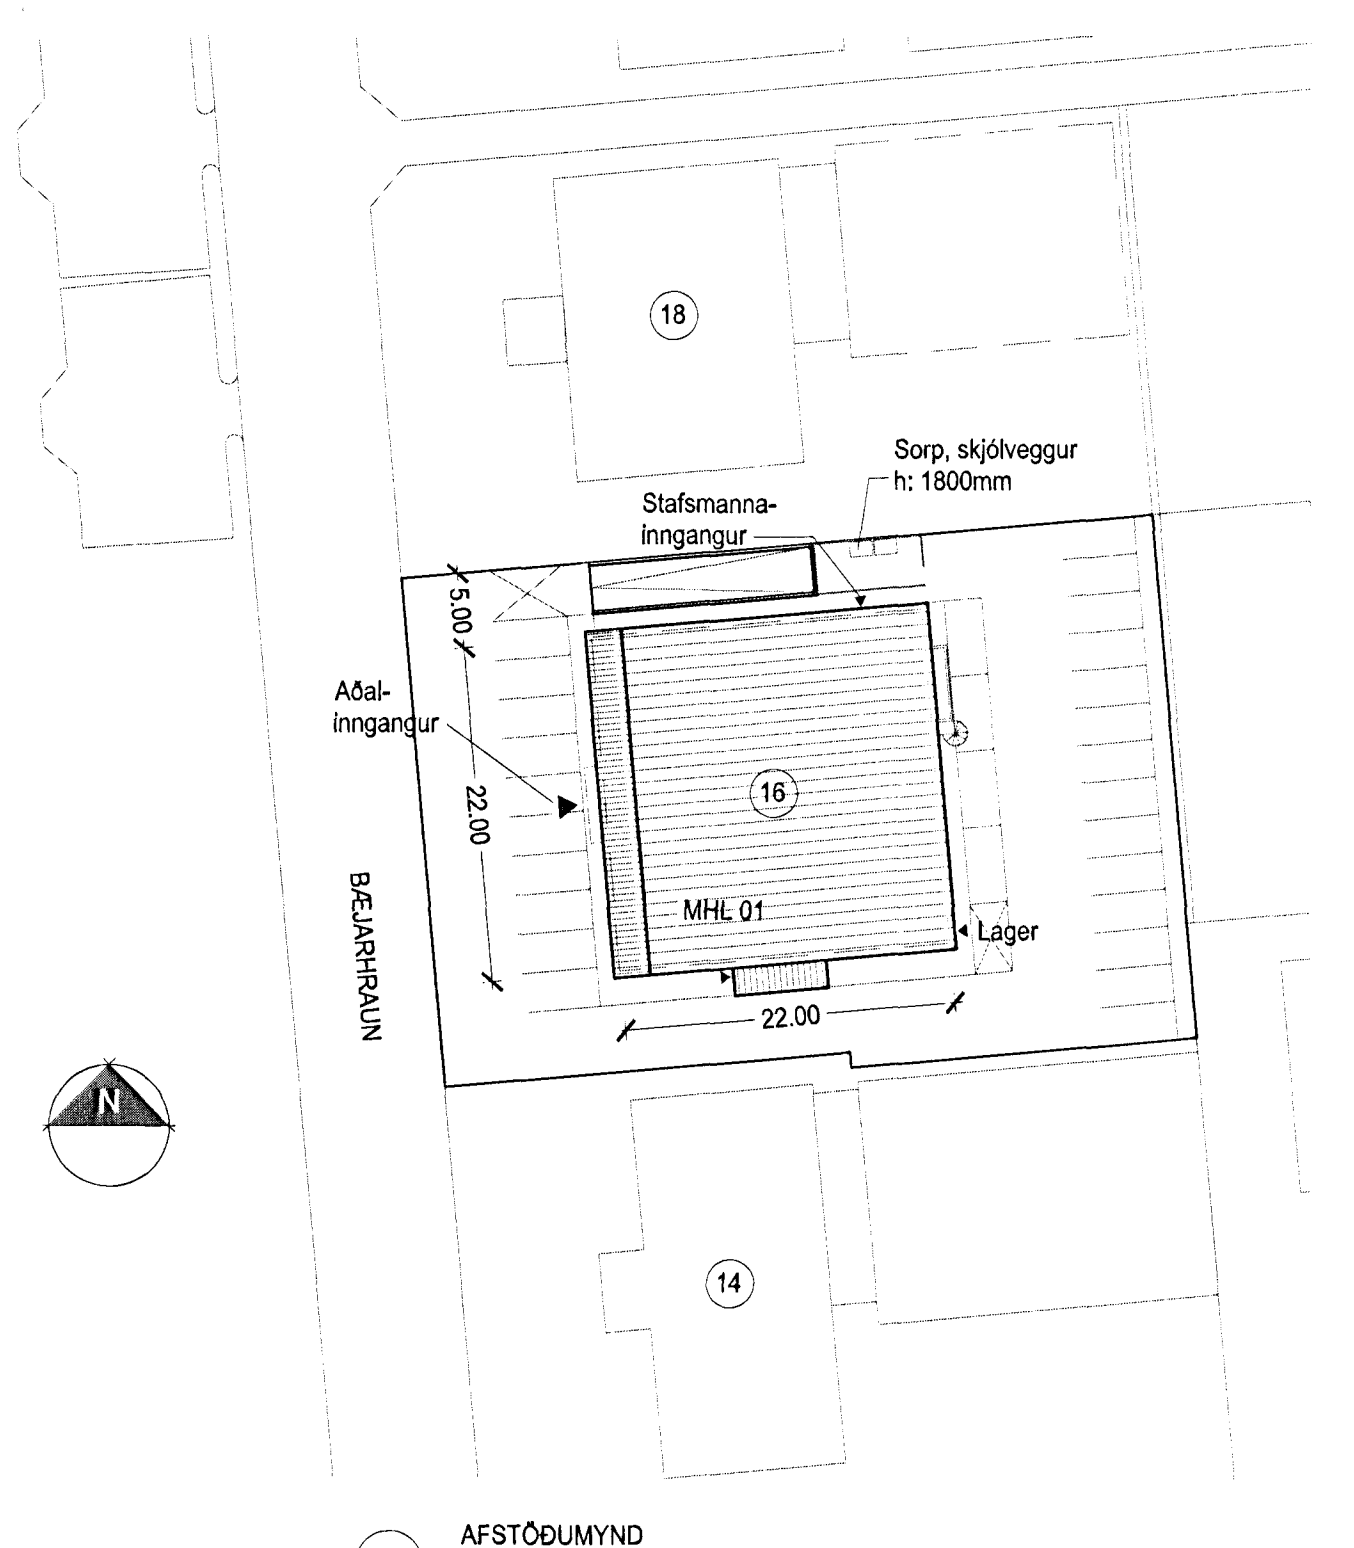 18
Sorp, skjólveggur
h: 1800mm
Stafsmanna-
inngangur
5.00
Aðal-
inngangur
22.00
16
MHL 01
Lager
22.00
BÆJARHRAUN
N
14
AFSTÖÐUMYND